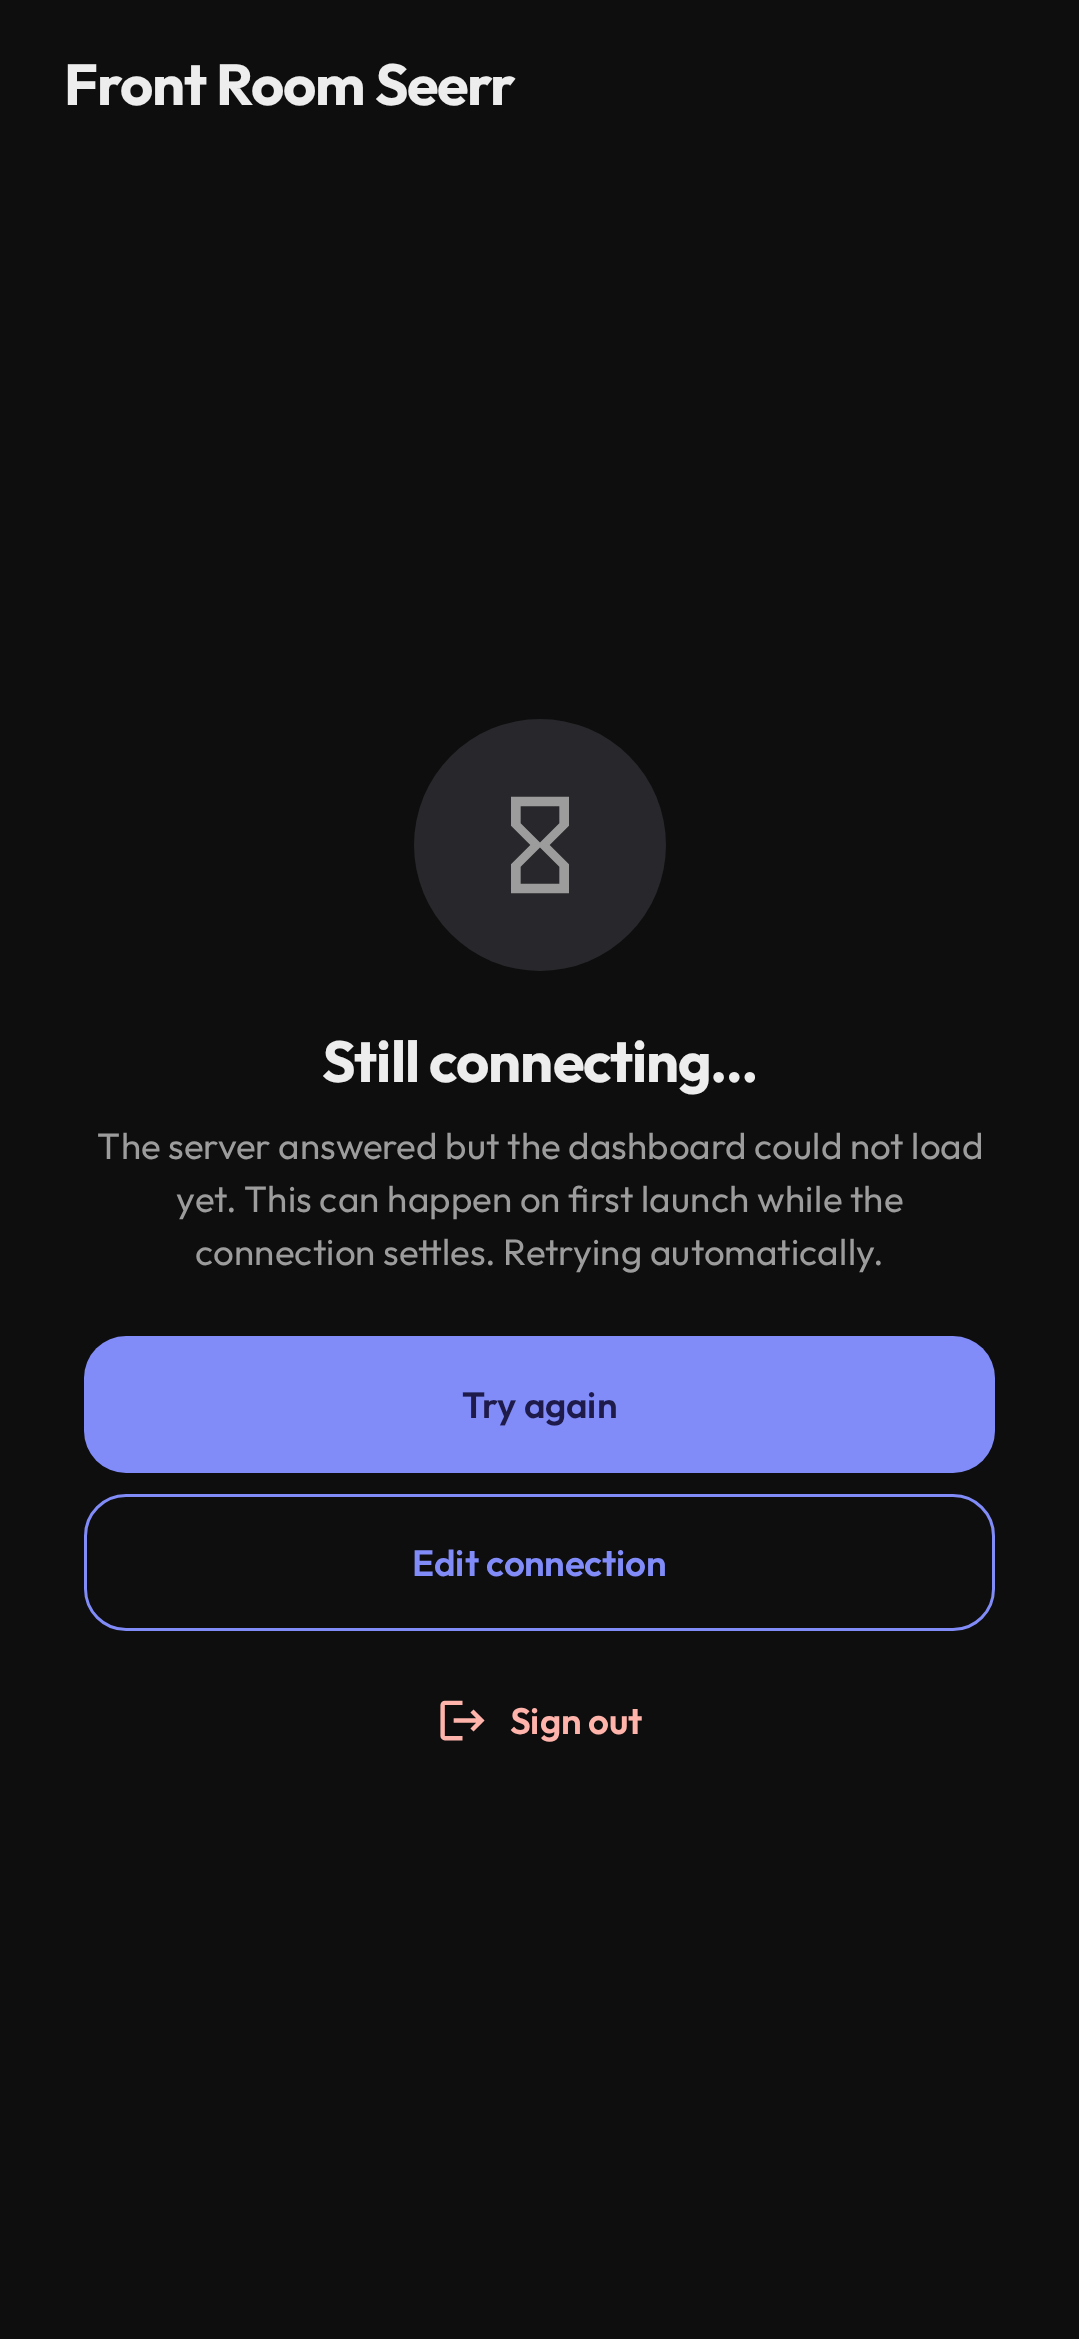 Front Room Seerr
Still connecting...
The server answered but the dashboard could not load
yet. This can happen on first launch while the
connection settles. Retrying automatically.
Try again
Edit connection
Sign out